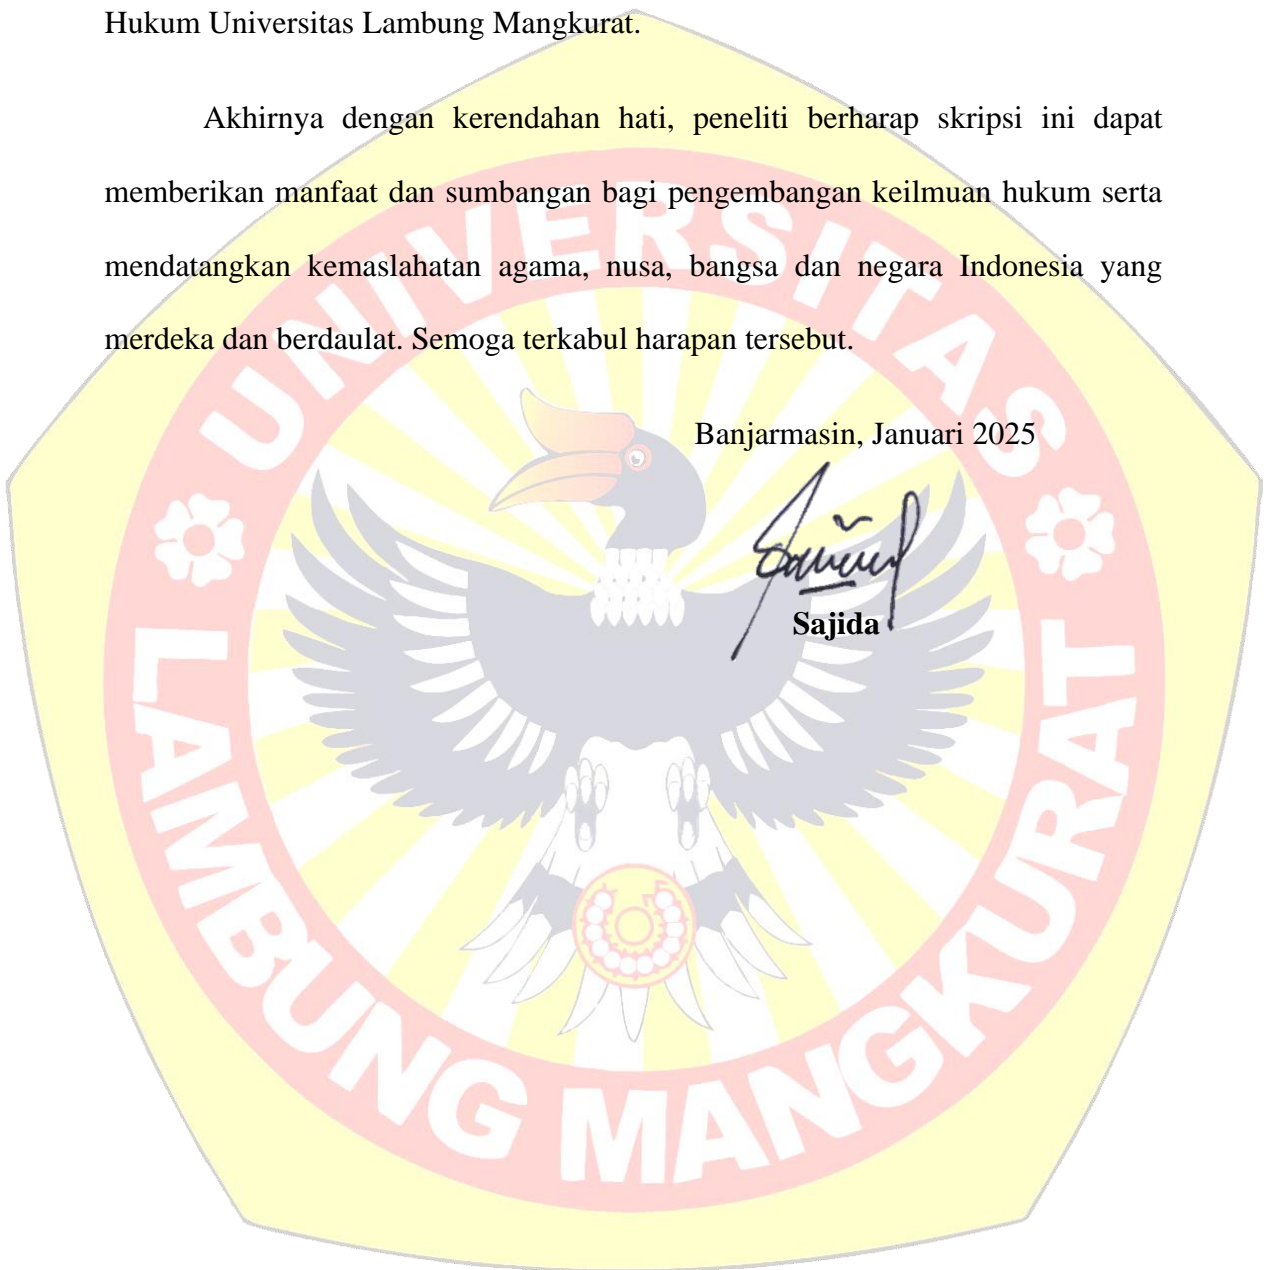 Hukum Universitas Lambung Mangkurat.
Akhirnya dengan kerendahan hati, peneliti berharap skripsi ini dapat
memberikan manfaat dan sumbangan bagi pengembangan keilmuan hukum serta
mendatangkan kemaslahatan agama, nusa, bangsa dan negara Indonesia yang
merdeka dan berdaulat. Semoga terkabul harapan tersebut.
Banjarmasin, Januari 2025
Sajida
UNIVERSITAS
LAMBUNG MANGKURAT